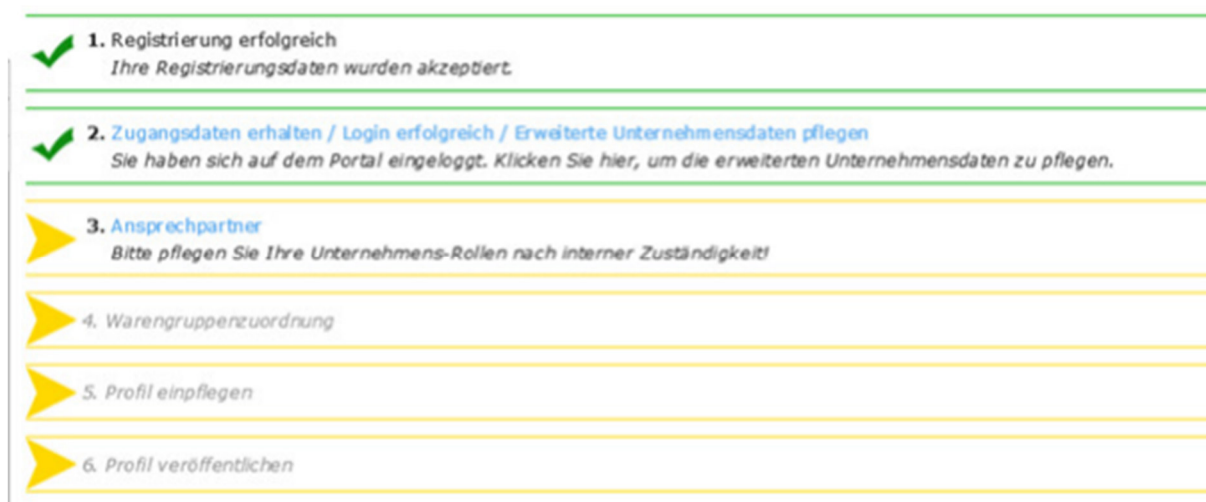 1. Registrierung erfolgreich
Ihre Registrierungsdaten wurden akzeptiert.
2. Zugangsdaten erhalten / Login erfolgreich / Erweiterte Unternehmensdaten pflegen
Sie haben sich auf dem Portal eingeloggt. Klicken Sie hier, um die erweiterten Unternehmensdaten zu pflegen.
3. Ansprechpartner
Bitte pflegen Sie Ihre Unternehmens-Rollen nach interner Zuständigkeit!
4. Warengruppenzuordnung
5. Profil einpflegen
6. Profil veröffentlichen